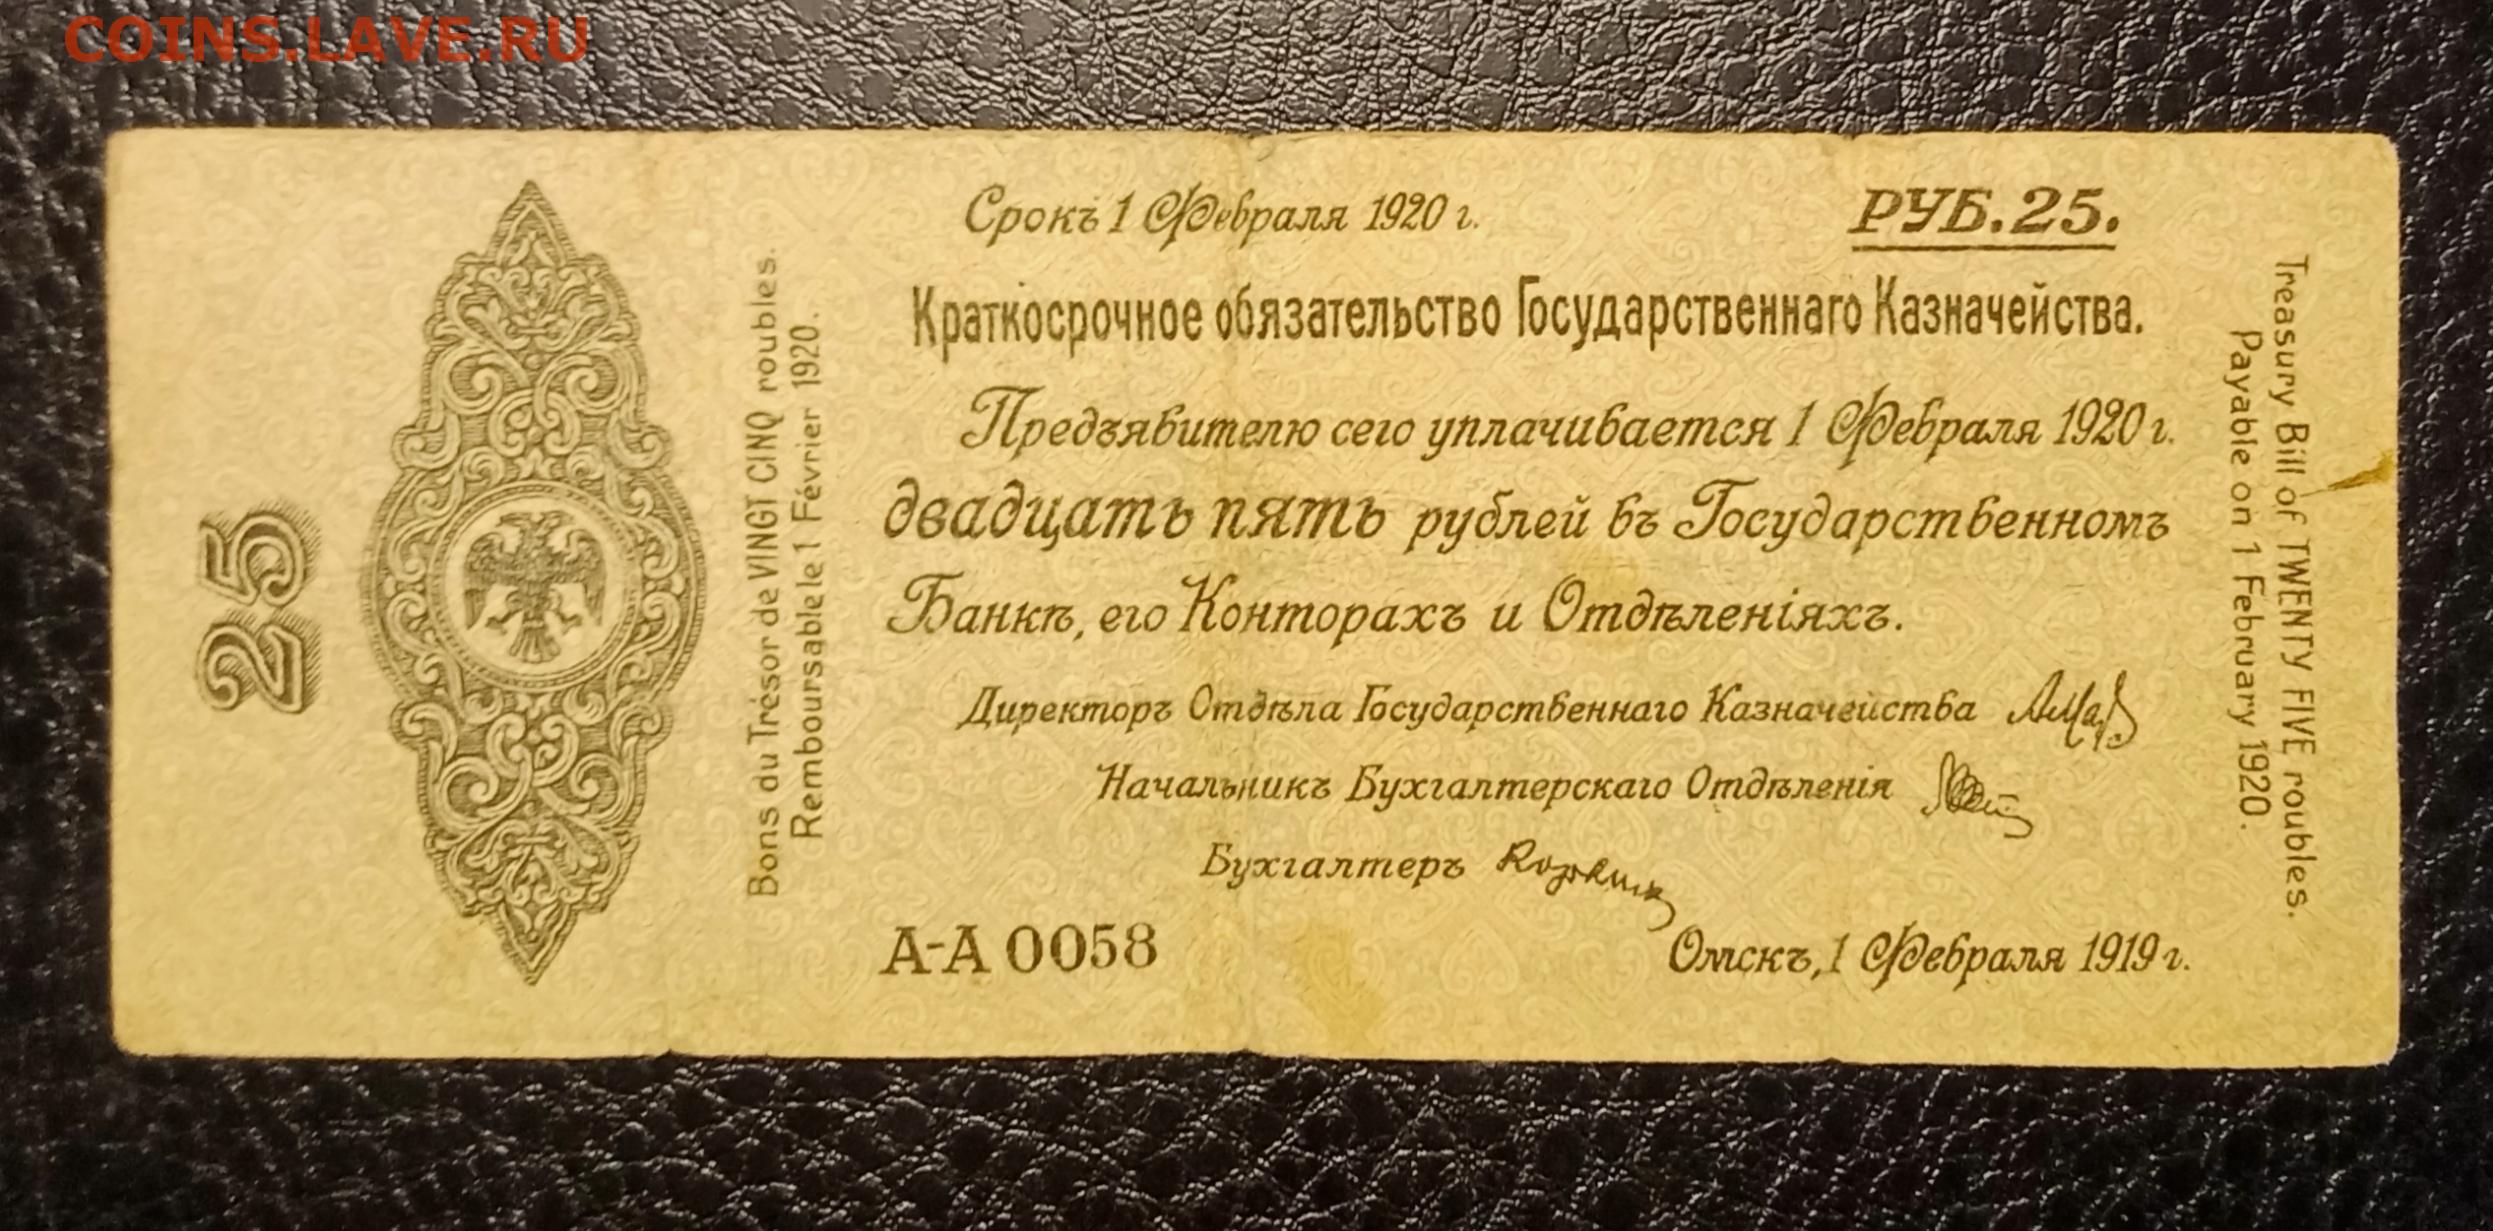 COINS.LAVE.RU
25
Bons du Trésor de VINGT CINQ roubles.
Remboursable le 1 Février 1920.
Срокъ 1 Февраля 1920 г.
РУБ. 25.
Краткосрочное обязательство Государственнаго Казначейства.
Предъявителю сего уплачивается 1 Февраля 1920 г.
двадцать пять рублей въ Государственномъ
Банкѣ, его Конторахъ и Отдѣленіяхъ.
Директоръ Отдѣла Государственнаго Казначейства
Начальникъ Бухгалтерскаго Отдѣленія
Бухгалтеръ
А-А 0058
Омскъ, 1 Февраля 1919 г.
Treasury Bill of TWENTY FIVE roubles.
Payable on 1 February 1920.